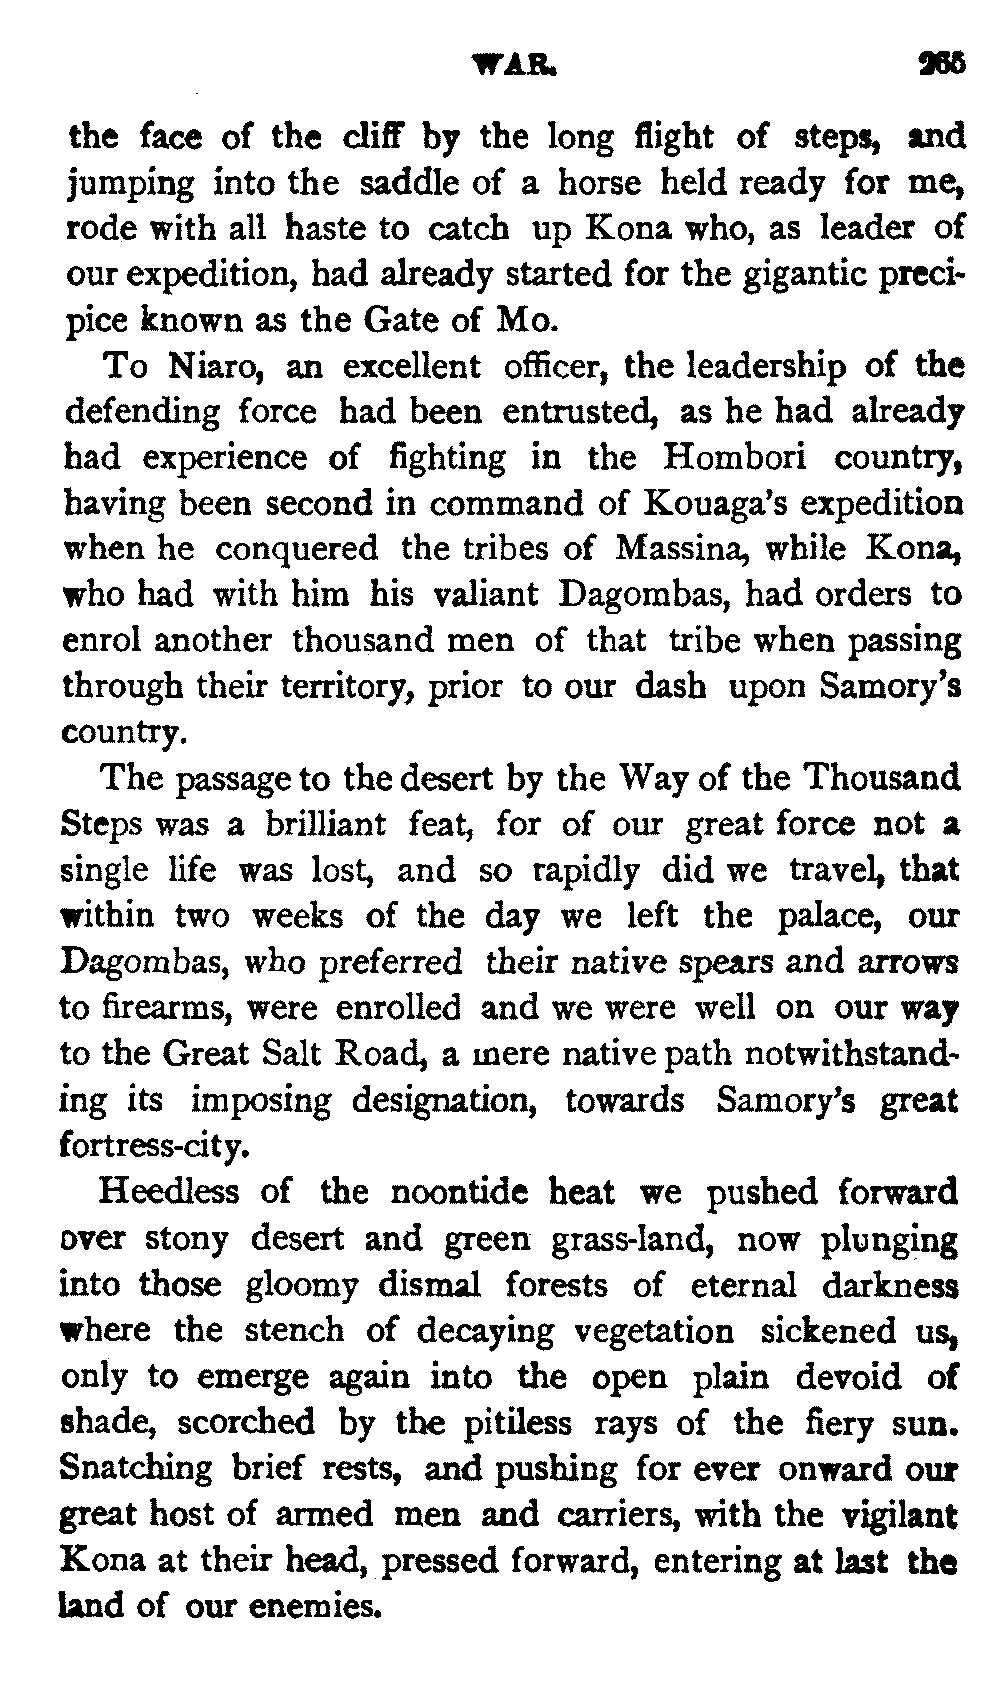 WAR. 265
the face of the cliff by the long flight of steps, and
jumping into the saddle of a horse held ready for me,
rode with all haste to catch up Kona who, as leader of
our expedition, had already started for the gigantic preci-
pice known as the Gate of Mo.
To Niaro, an excellent officer, the leadership of the
defending force had been entrusted, as he had already
had experience of fighting in the Hombori country,
having been second in command of Kouaga's expedition
when he conquered the tribes of Massina, while Kona,
who had with him his valiant Dagombas, had orders to
enrol another thousand men of that tribe when passing
through their territory, prior to our dash upon Samory's
country.
The passage to the desert by the Way of the Thousand
Steps was a brilliant feat, for of our great force not a
single life was lost, and so rapidly did we travel, that
within two weeks of the day we left the palace, our
Dagombas, who preferred their native spears and arrows
to firearms, were enrolled and we were well on our way
to the Great Salt Road, a mere native path notwithstand-
ing its imposing designation, towards Samory's great
fortress-city.
Heedless of the noontide heat we pushed forward
over stony desert and green grass-land, now plunging
into those gloomy dismal forests of eternal darkness
where the stench of decaying vegetation sickened us,
only to emerge again into the open plain devoid of
shade, scorched by the pitiless rays of the fiery sun.
Snatching brief rests, and pushing for ever onward our
great host of armed men and carriers, with the vigilant
Kona at their head, pressed forward, entering at last the
land of our enemies.